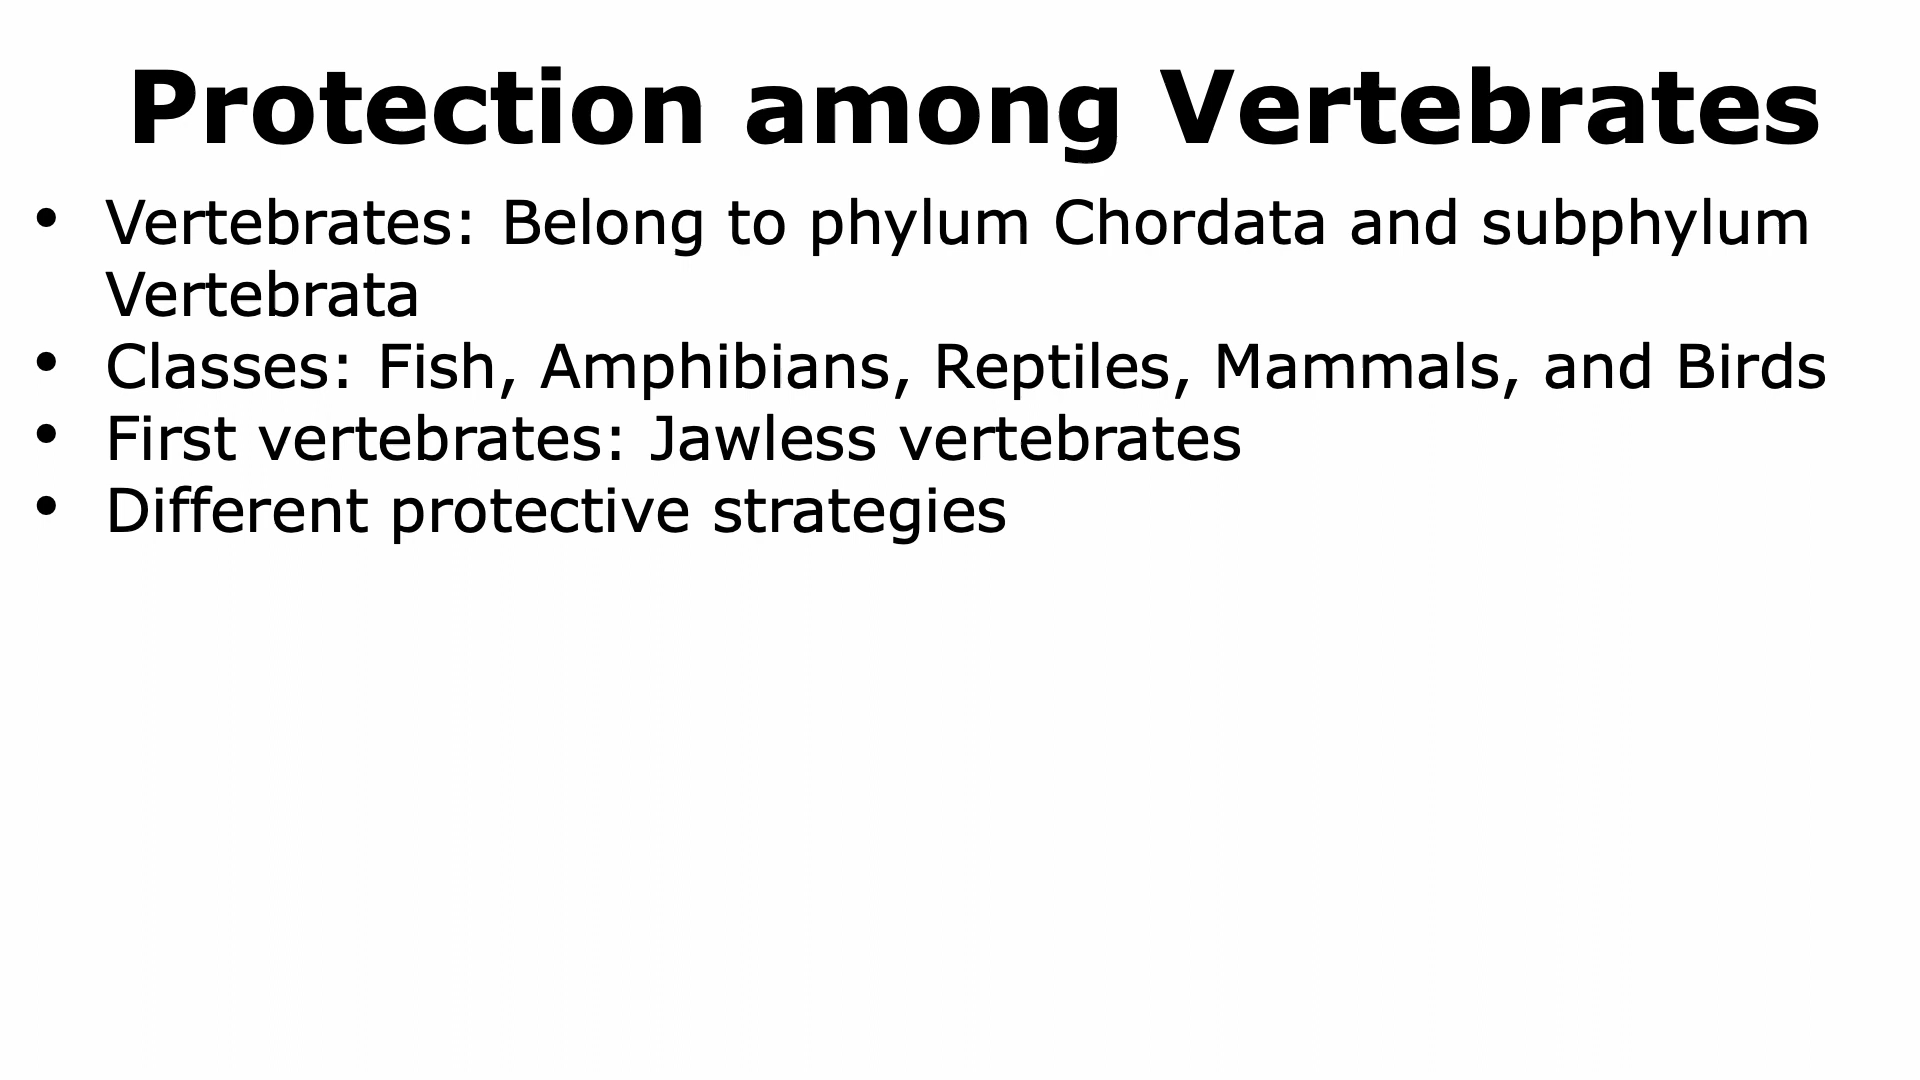 Protection among Vertebrates
• Vertebrates: Belong to phylum Chordata and subphylum
Vertebrata
• Classes: Fish, Amphibians, Reptiles, Mammals, and Birds
• First vertebrates: Jawless vertebrates
• Different protective strategies